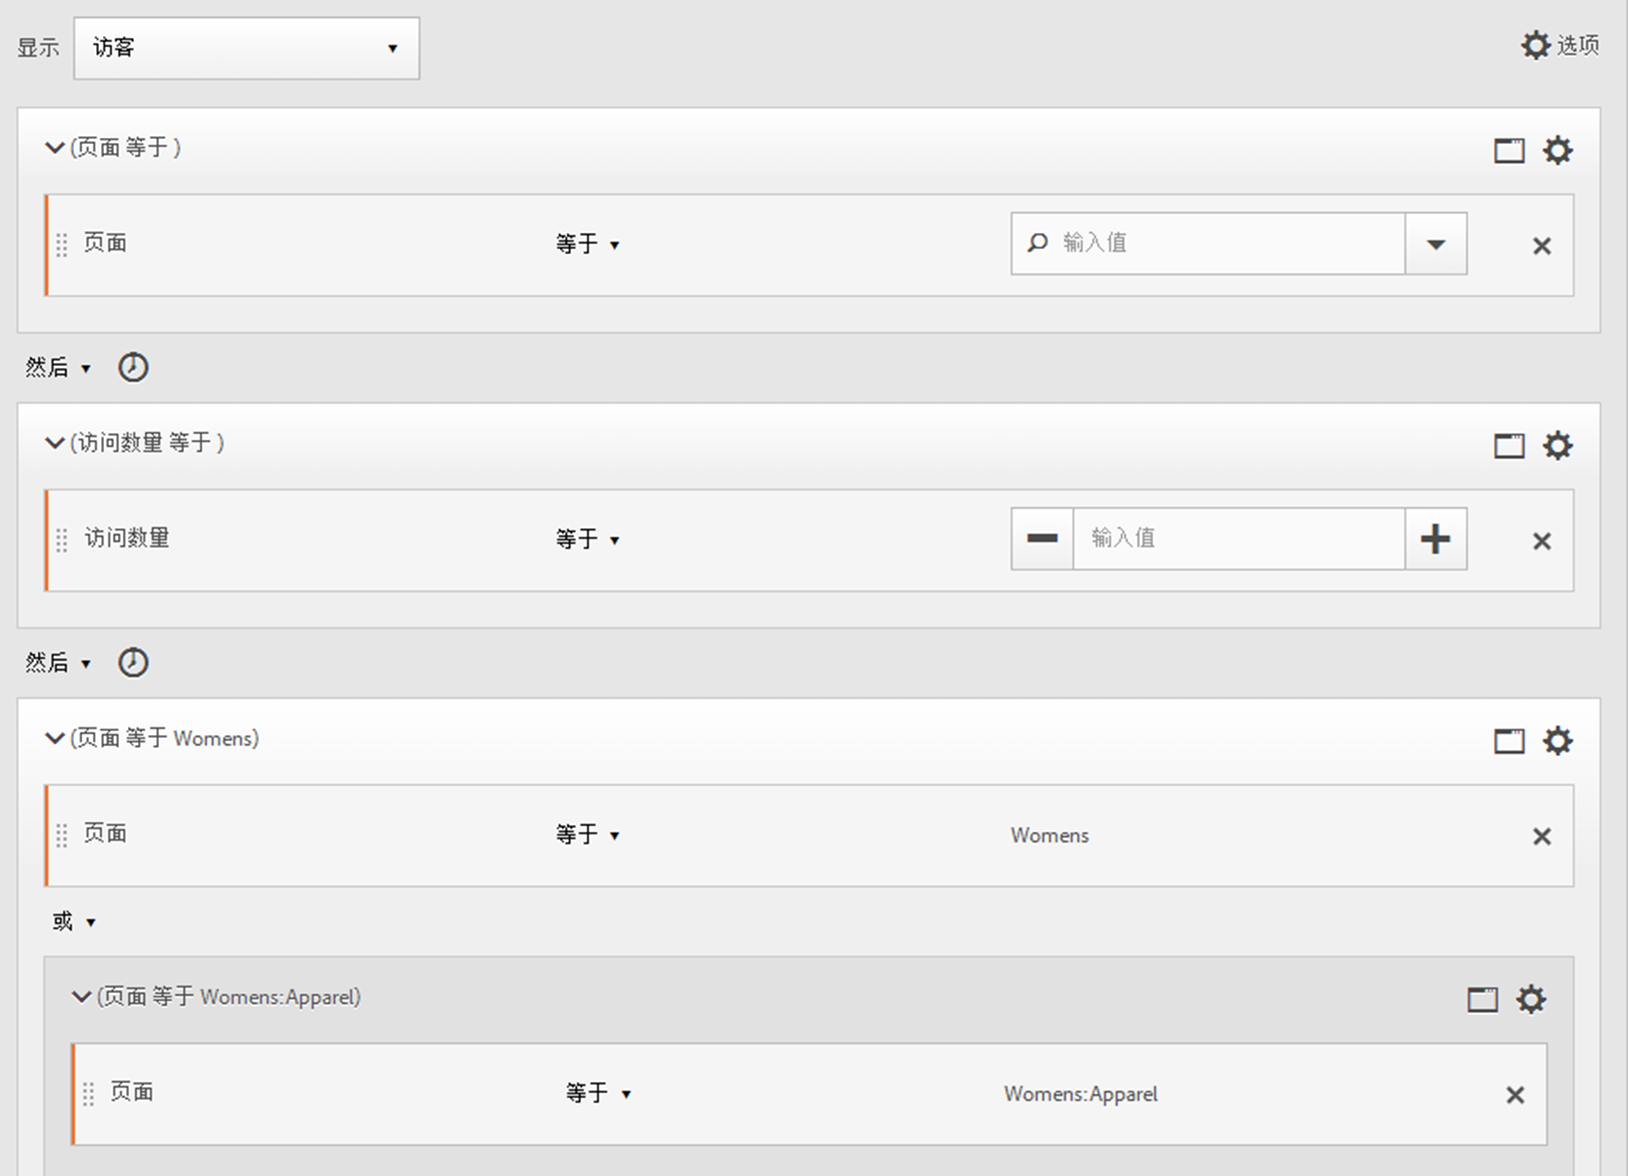 显示 访客 选项
(页面 等于 )
页面 等于 输入值
然后
(访问数量 等于 )
访问数量 等于 输入值
然后
(页面 等于 Womens)
页面 等于 Womens
或
(页面 等于 Womens:Apparel)
页面 等于 Womens:Apparel